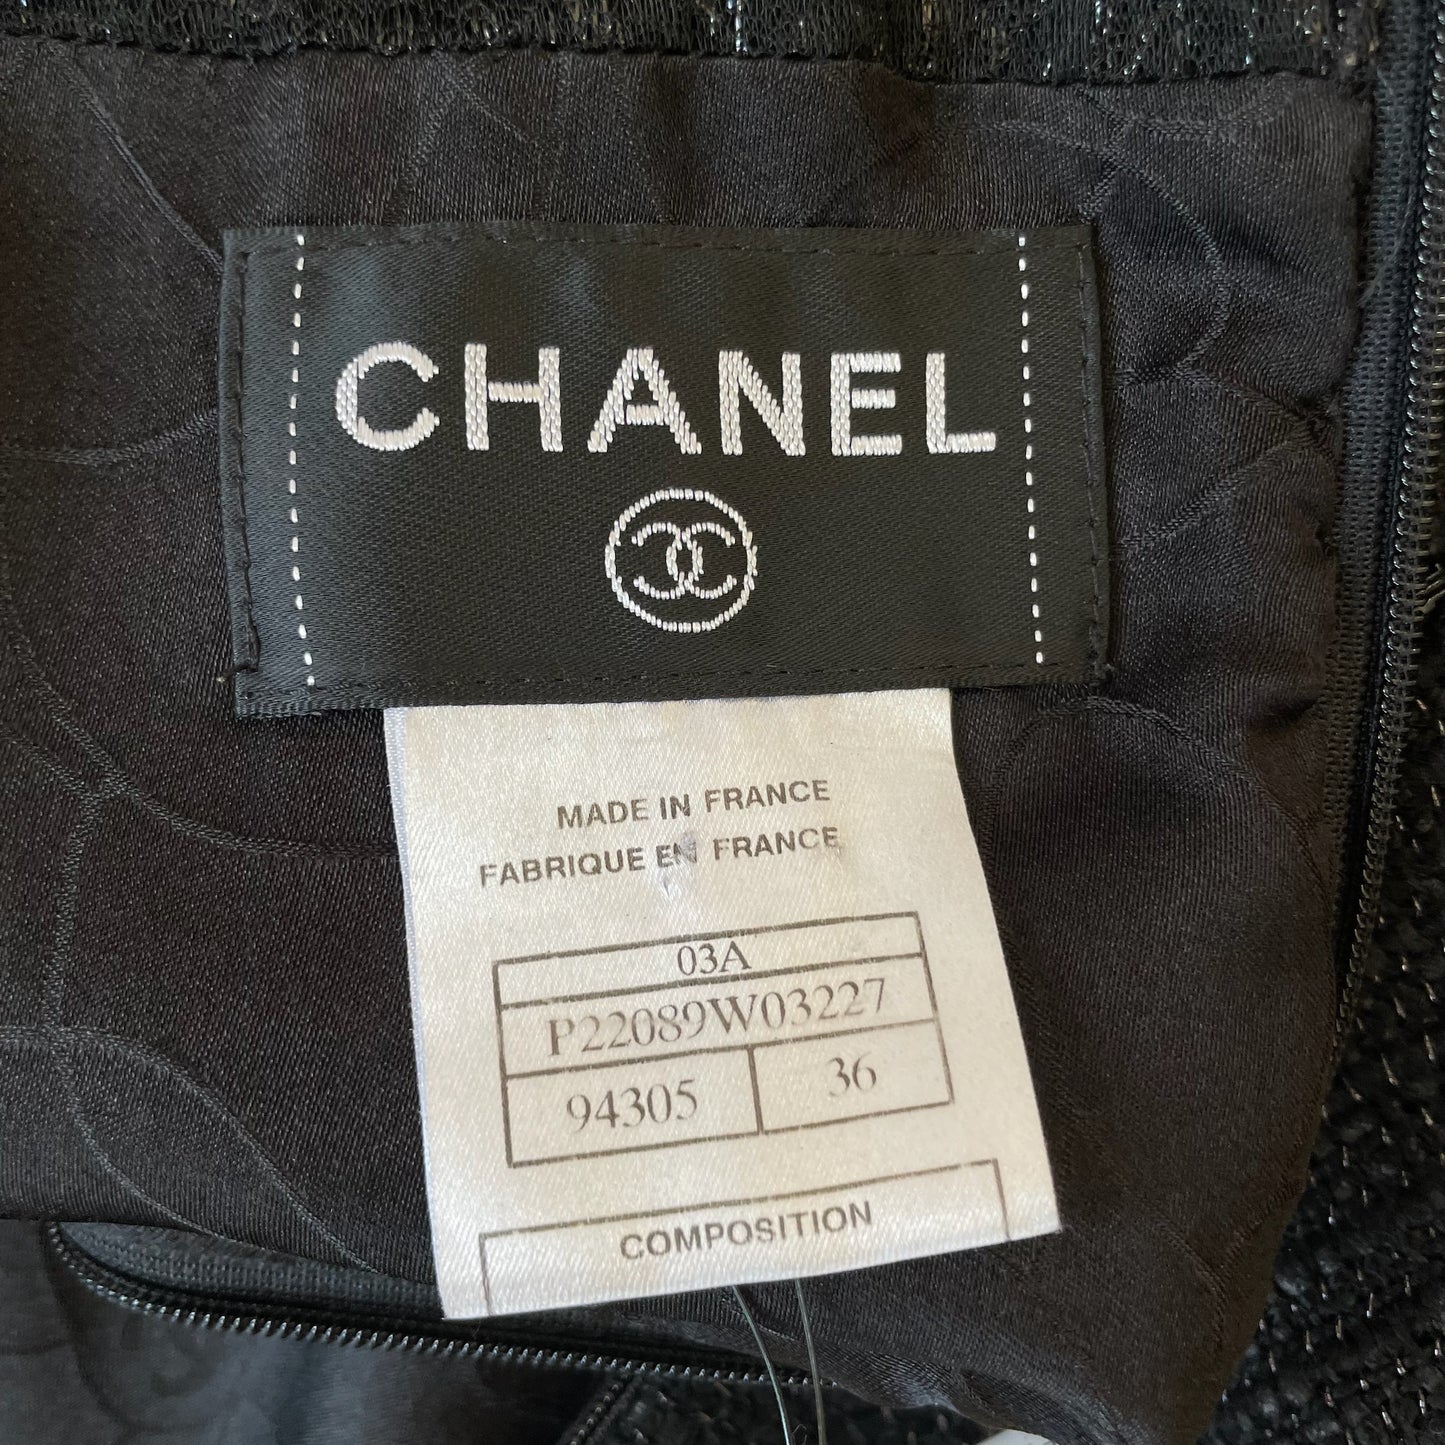 CHANEL
MADE IN FRANCE
FABRIQUE EN FRANCE
03A
P22089W03227
94305 36
COMPOSITION